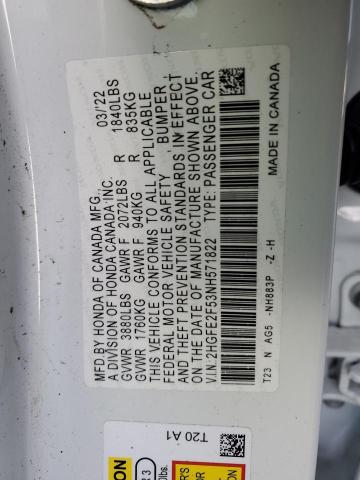 MFD. BY HONDA OF CANADA MFG., 03/'22
A DIVISION OF HONDA CANADA INC.
GVWR 3880LBS GAWR F 2072LBS R 1840LBS
GVWR 1760KG GAWR F 940KG R 835KG
THIS VEHICLE CONFORMS TO ALL APPLICABLE
FEDERAL MOTOR VEHICLE SAFETY BUMPER
AND THEFT PREVENTION STANDARDS IN EFFECT
ON THE DATE OF MANUFACTURE SHOWN ABOVE.
V.I.N. 2HGFE2F53NH571822 TYPE: PASSENGER CAR
T23 N AG5 -NH883P -Z -H MADE IN CANADA
T20 A1